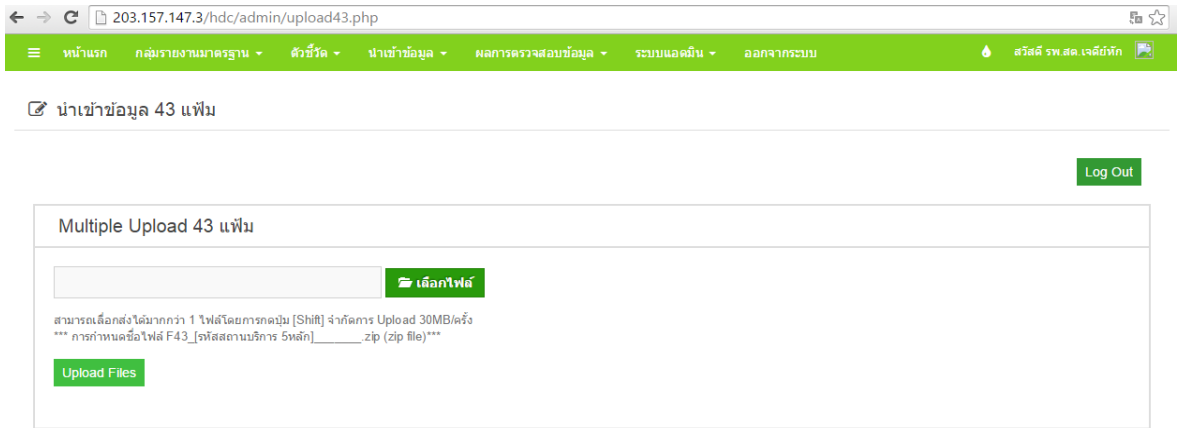 203.157.147.3/hdc/admin/upload43.php
หน้าแรก กลุ่มรายงานมาตรฐาน ตัวชี้วัด นำเข้าข้อมูล ผลการตรวจสอบข้อมูล ระบบแอดมิน ออกจากระบบ สวัสดี รพ.สต.เจดีย์หัก
นำเข้าข้อมูล 43 แฟ้ม
Log Out
Multiple Upload 43 แฟ้ม
เลือกไฟล์
สามารถเลือกส่งได้มากกว่า 1 ไฟล์โดยการกดปุ่ม [Shift] จำกัดการ Upload 30MB/ครั้ง
*** การกำหนดชื่อไฟล์ F43_[รหัสสถานบริการ 5หลัก]_______.zip (zip file)***
Upload Files